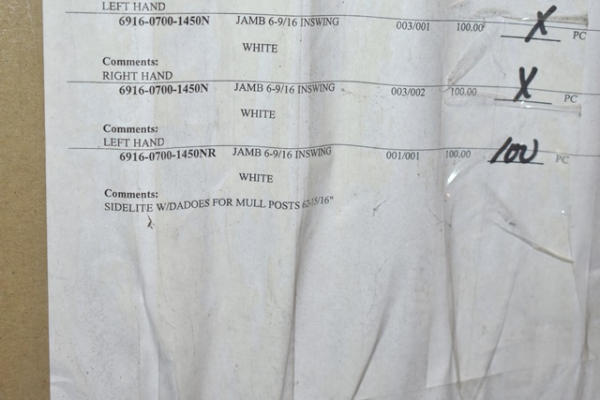 LEFT HAND
6916-0700-1450N JAMB 6-9/16 INSWING 003/001 100.00 X PC
WHITE
Comments:
RIGHT HAND
6916-0700-1450N JAMB 6-9/16 INSWING 003/002 100.00 X PC
WHITE
Comments:
LEFT HAND
6916-0700-1450NR JAMB 6-9/16 INSWING 001/001 100.00 100 PC
WHITE
Comments:
SIDELITE W/DADOES FOR MULL POSTS